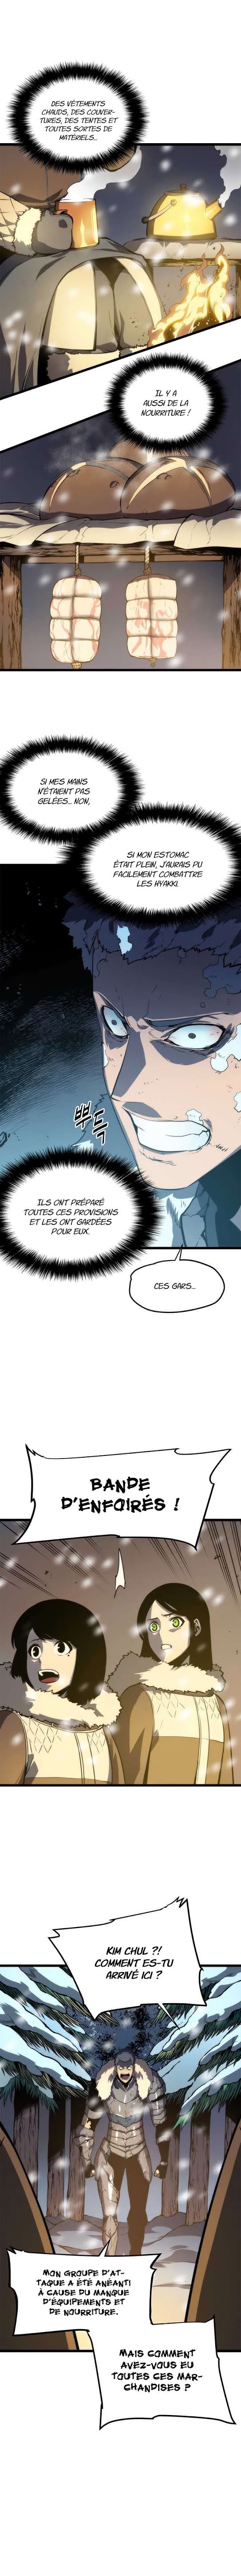 DES VÊTEMENTS
CHAUDS, DES COUVER-
TURES, DES TENTES ET
TOUTES SORTES DE
MATÉRIELS...
IL Y A
AUSSI DE LA
NOURRITURE !
SI MES MAINS
N'ÉTAIENT PAS
GELÉES... NON,
SI MON ESTOMAC
ÉTAIT PLEIN, J'AURAIS PU
FACILEMENT COMBATTRE
LES HYAKKI.
뿌득
ILS ONT PRÉPARÉ
TOUTES CES PROVISIONS
ET LES ONT GARDÉES
POUR EUX.
CES GARS...
BANDE
D'ENFOIRÉS !
KIM CHUL ?!
COMMENT ES-TU
ARRIVÉ ICI ?
MON GROUPE D'AT-
TAQUE A ÉTÉ ANÉANTI
À CAUSE DU MANQUE
D'ÉQUIPEMENTS ET
DE NOURRITURE.
MAIS COMMENT
AVEZ-VOUS EU
TOUTES CES MAR-
CHANDISES ?